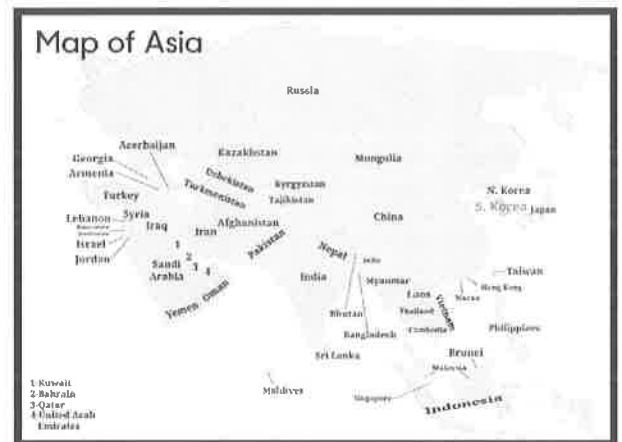 Map of Asia
Russia
Azerbaijan
Georgia
Kazakhstan
Mongolia
Armenia
Uzbekistan
Kyrgyzstan
Turkmenistan
Turkey
Tajikistan
N. Korea
S. Korea Japan
Lebanon
Syria
China
Iraq
Iran
Afghanistan
Israel
Pakistan
Jordan
1
2
3
4
Saudi
Arabia
Nepal
India
Myanmar
Taiwan
Yemen
Oman
Laos
Hong Kong
Macau
Bhutan
Thailand
Vietnam
Bangladesh
Cambodia
Philippines
Sri Lanka
Brunei
Malaysia
Maldives
Singapore
Indonesia
1-Kuwait
2-Bahrain
3-Qatar
4-United Arab
Emirates